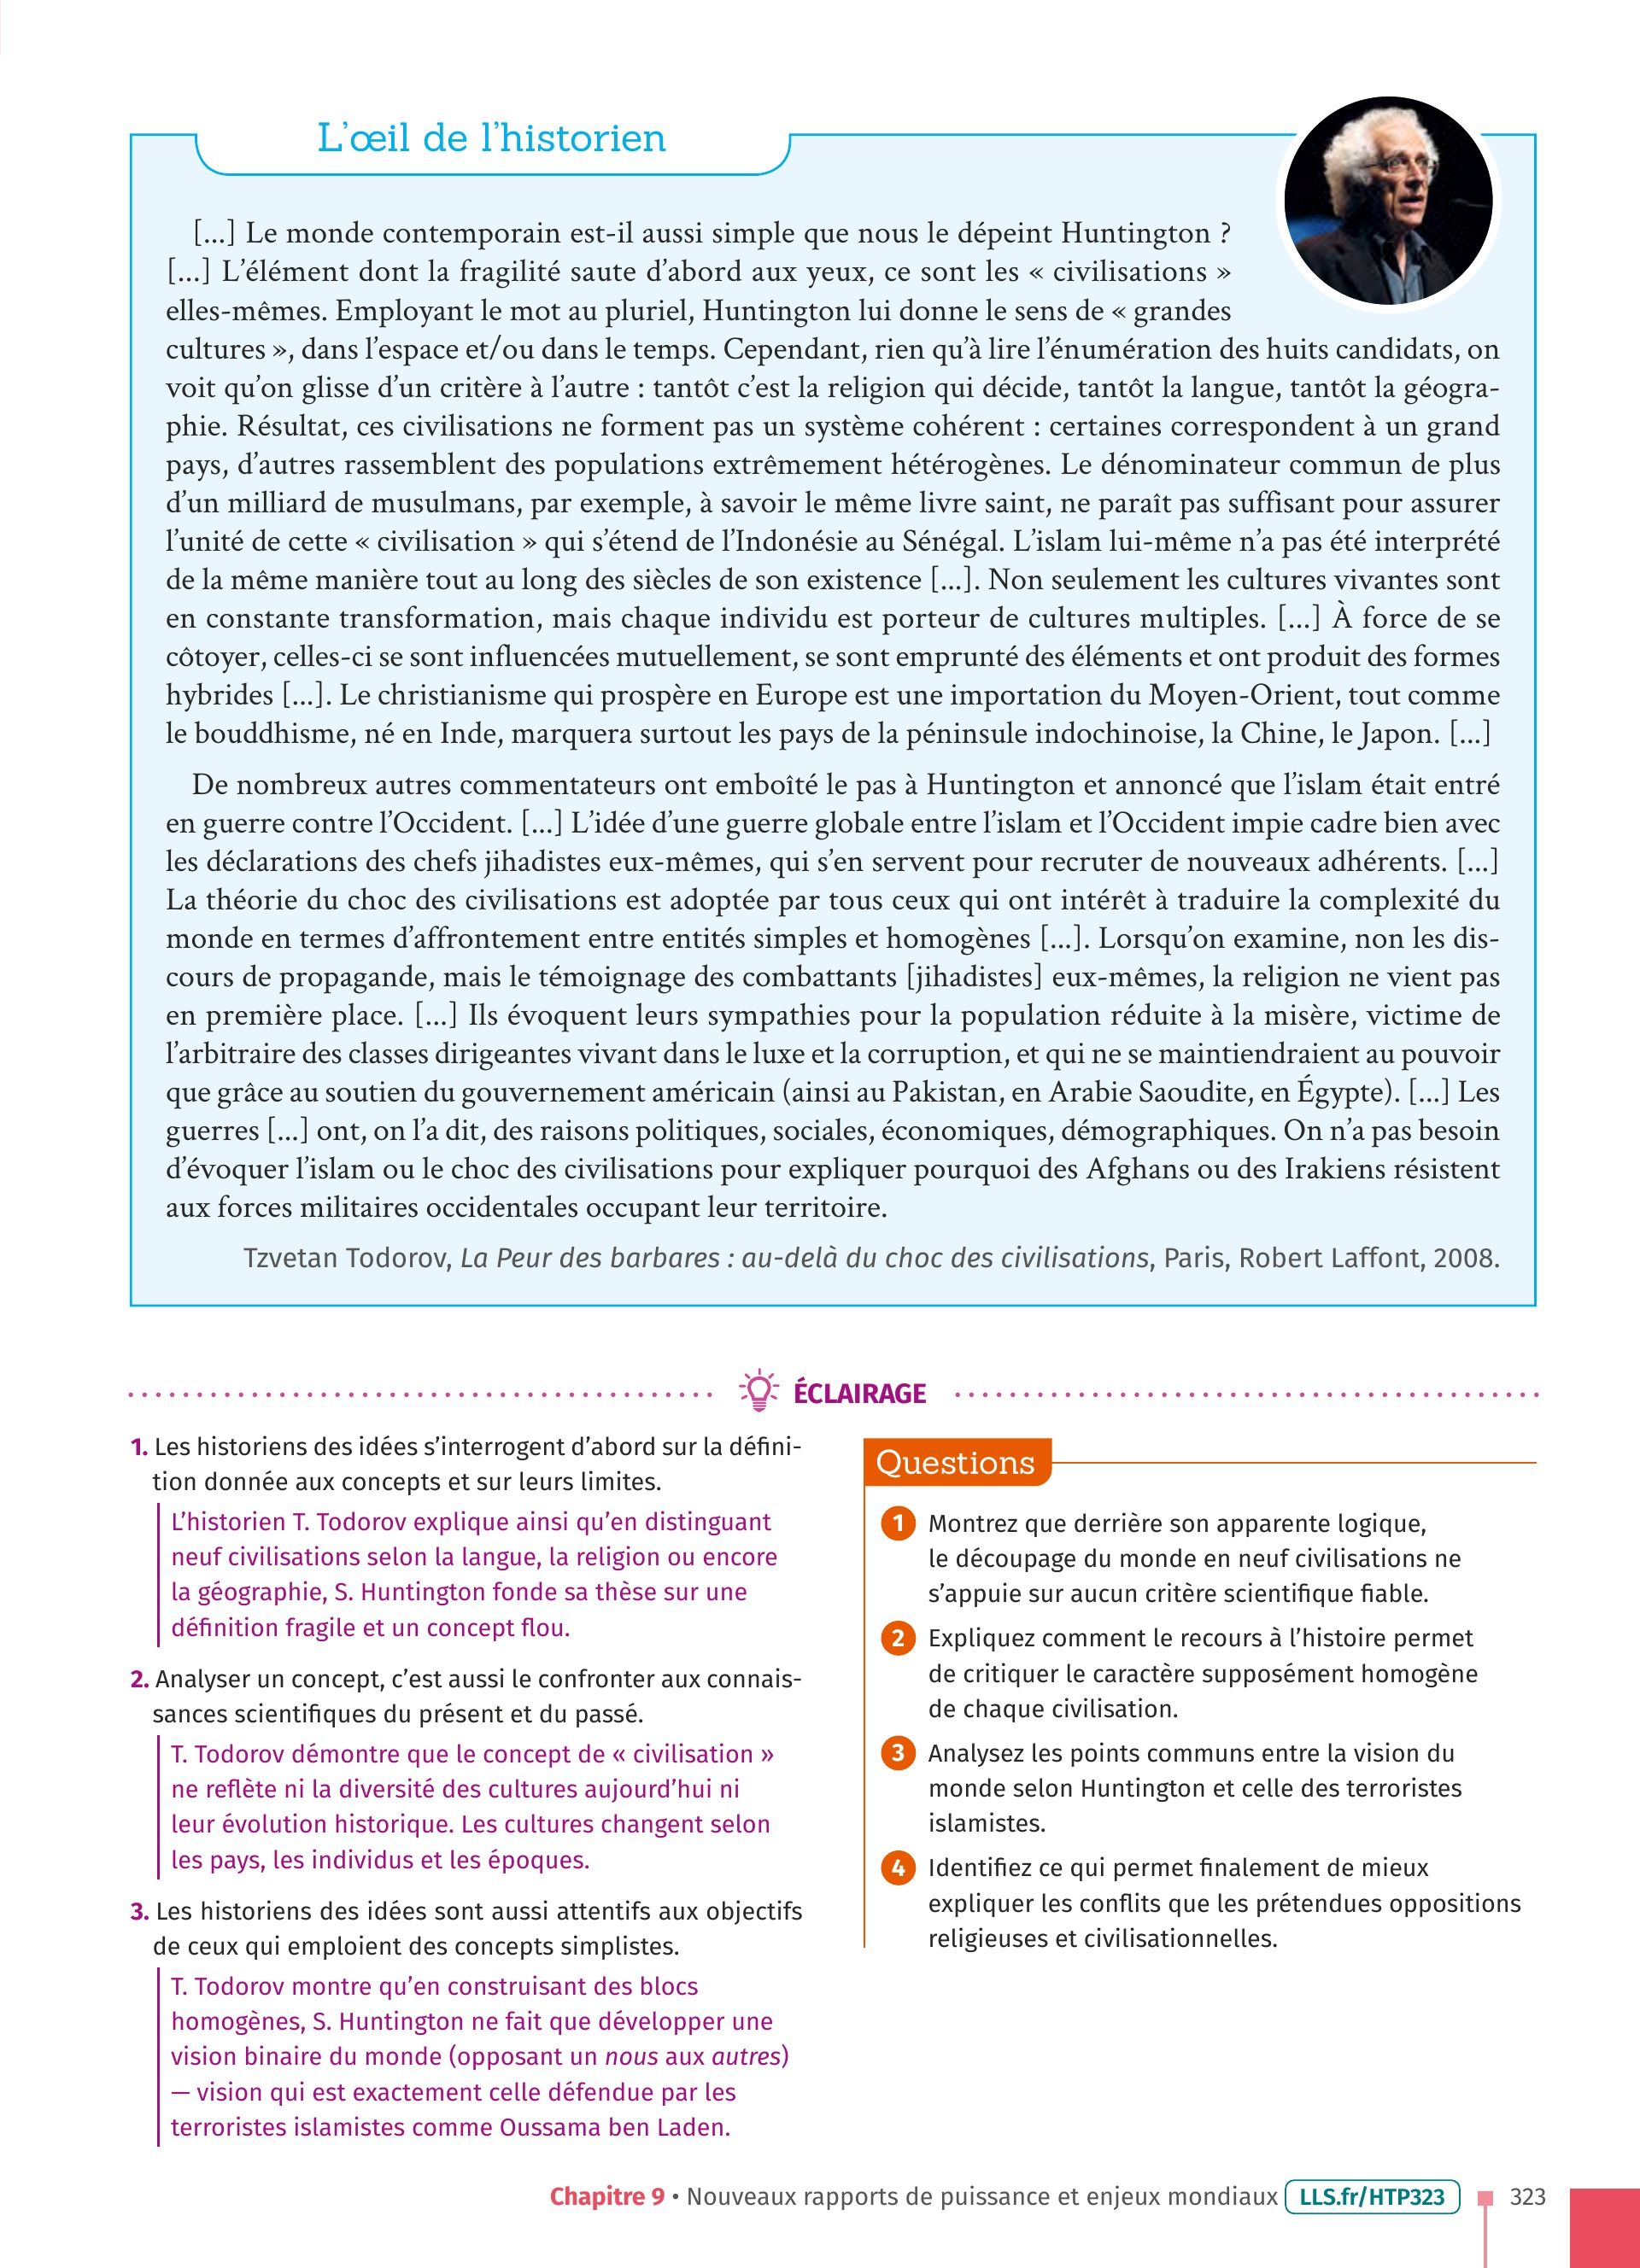 L'œil de l'historien
[...] Le monde contemporain est-il aussi simple que nous le dépeint Huntington ?
[...] L'élément dont la fragilité saute d'abord aux yeux, ce sont les « civilisations »
elles-mêmes. Employant le mot au pluriel, Huntington lui donne le sens de « grandes
cultures », dans l'espace et/ou dans le temps. Cependant, rien qu'à lire l'énumération des huits candidats, on
voit qu'on glisse d'un critère à l'autre : tantôt c'est la religion qui décide, tantôt la langue, tantôt la géogra-
phie. Résultat, ces civilisations ne forment pas un système cohérent : certaines correspondent à un grand
pays, d'autres rassemblent des populations extrêmement hétérogènes. Le dénominateur commun de plus
d'un milliard de musulmans, par exemple, à savoir le même livre saint, ne paraît pas suffisant pour assurer
l'unité de cette « civilisation » qui s'étend de l'Indonésie au Sénégal. L'islam lui-même n'a pas été interprété
de la même manière tout au long des siècles de son existence [...]. Non seulement les cultures vivantes sont
en constante transformation, mais chaque individu est porteur de cultures multiples. [...] À force de se
côtoyer, celles-ci se sont influencées mutuellement, se sont emprunté des éléments et ont produit des formes
hybrides [...]. Le christianisme qui prospère en Europe est une importation du Moyen-Orient, tout comme
le bouddhisme, né en Inde, marquera surtout les pays de la péninsule indochinoise, la Chine, le Japon. [...]
De nombreux autres commentateurs ont emboîté le pas à Huntington et annoncé que l'islam était entré
en guerre contre l'Occident. [...] L'idée d'une guerre globale entre l'islam et l'Occident impie cadre bien avec
les déclarations des chefs jihadistes eux-mêmes, qui s'en servent pour recruter de nouveaux adhérents. [...]
La théorie du choc des civilisations est adoptée par tous ceux qui ont intérêt à traduire la complexité du
monde en termes d'affrontement entre entités simples et homogènes [...]. Lorsqu'on examine, non les dis-
cours de propagande, mais le témoignage des combattants [jihadistes] eux-mêmes, la religion ne vient pas
en première place. [...] Ils évoquent leurs sympathies pour la population réduite à la misère, victime de
l'arbitraire des classes dirigeantes vivant dans le luxe et la corruption, et qui ne se maintiendraient au pouvoir
que grâce au soutien du gouvernement américain (ainsi au Pakistan, en Arabie Saoudite, en Égypte). [...] Les
guerres [...] ont, on l'a dit, des raisons politiques, sociales, économiques, démographiques. On n'a pas besoin
d'évoquer l'islam ou le choc des civilisations pour expliquer pourquoi des Afghans ou des Irakiens résistent
aux forces militaires occidentales occupant leur territoire.
Tzvetan Todorov, La Peur des barbares : au-delà du choc des civilisations, Paris, Robert Laffont, 2008.
ÉCLAIRAGE
1. Les historiens des idées s'interrogent d'abord sur la défini-
tion donnée aux concepts et sur leurs limites.
L'historien T. Todorov explique ainsi qu'en distinguant
neuf civilisations selon la langue, la religion ou encore
la géographie, S. Huntington fonde sa thèse sur une
définition fragile et un concept flou.
2. Analyser un concept, c'est aussi le confronter aux connais-
sances scientifiques du présent et du passé.
T. Todorov démontre que le concept de « civilisation »
ne reflète ni la diversité des cultures aujourd'hui ni
leur évolution historique. Les cultures changent selon
les pays, les individus et les époques.
3. Les historiens des idées sont aussi attentifs aux objectifs
de ceux qui emploient des concepts simplistes.
T. Todorov montre qu'en construisant des blocs
homogènes, S. Huntington ne fait que développer une
vision binaire du monde (opposant un nous aux autres)
— vision qui est exactement celle défendue par les
terroristes islamistes comme Oussama ben Laden.
Questions
1 Montrez que derrière son apparente logique,
le découpage du monde en neuf civilisations ne
s'appuie sur aucun critère scientifique fiable.
2 Expliquez comment le recours à l'histoire permet
de critiquer le caractère supposément homogène
de chaque civilisation.
3 Analysez les points communs entre la vision du
monde selon Huntington et celle des terroristes
islamistes.
4 Identifiez ce qui permet finalement de mieux
expliquer les conflits que les prétendues oppositions
religieuses et civilisationnelles.
Chapitre 9 • Nouveaux rapports de puissance et enjeux mondiaux LLS.fr/HTP323 323